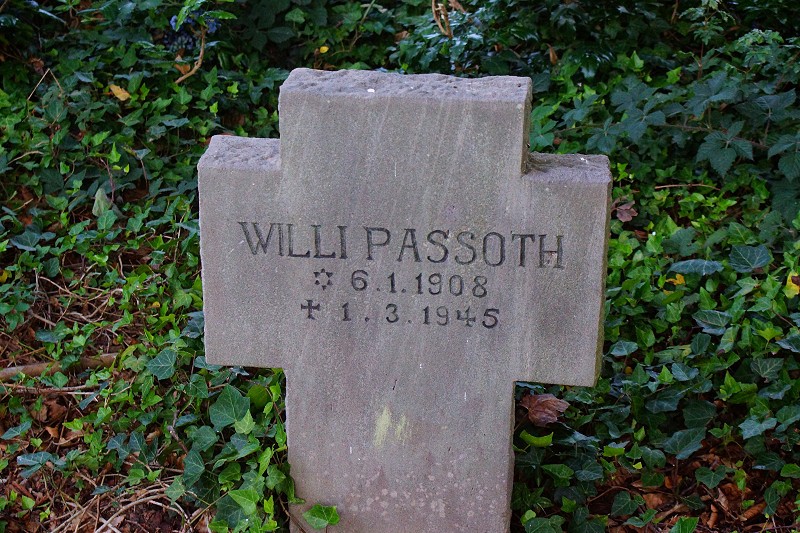 WILLI PASSOTH
✡ 6.1.1908
✝ 1.3.1945